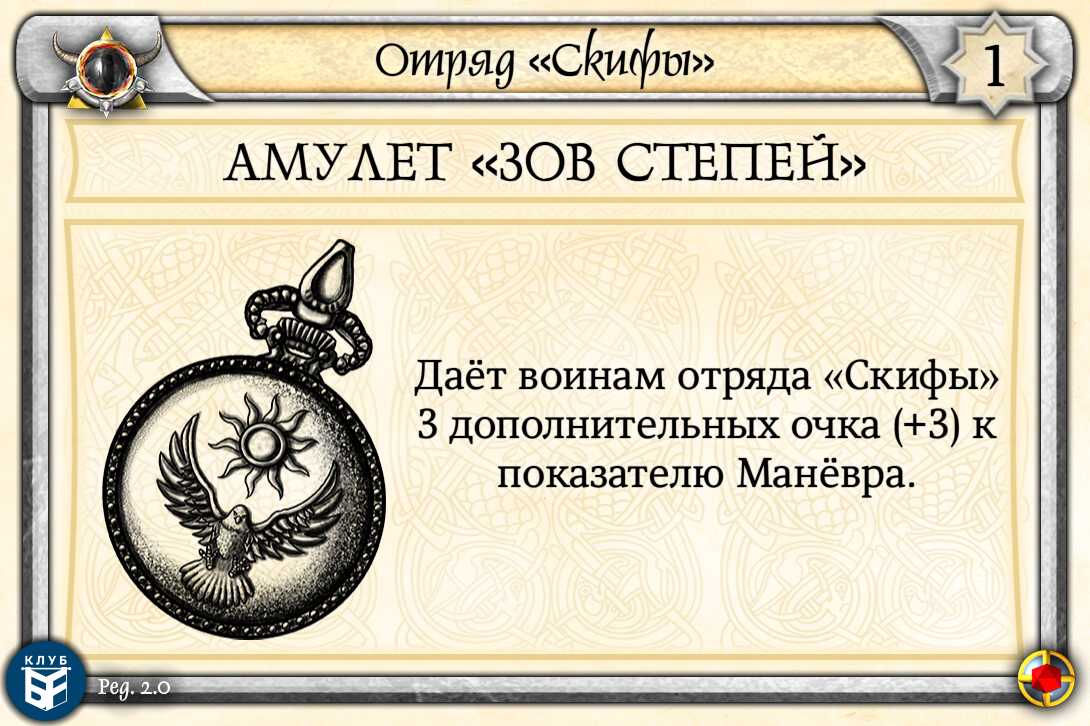 Отряд «Скифы»
1
АМУЛЕТ «ЗОВ СТЕПЕЙ»
Даёт воинам отряда «Скифы»
3 дополнительных очка (+3) к
показателю Манёвра.
КЛУБ
Ред. 2.0